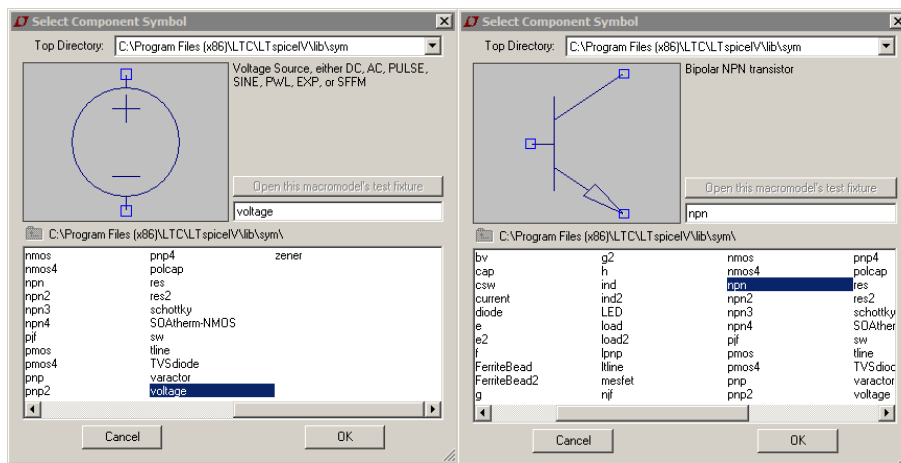 Select Component Symbol
Top Directory: C:\Program Files (x86)\LTC\LTspiceIV\lib\sym
Voltage Source, either DC, AC, PULSE,
SINE, PWL, EXP, or SFFM
Open this macromodel's test fixture
voltage
C:\Program Files (x86)\LTC\LTspiceIV\lib\sym\
nmos pnp4 zener
nmos4 polcap
npn res
npn2 res2
npn3 schottky
npn4 SOAtherm-NMOS
pjf sw
pmos tline
pmos4 TVSdiode
pnp varactor
pnp2 voltage
Cancel OK
Select Component Symbol
Top Directory: C:\Program Files (x86)\LTC\LTspiceIV\lib\sym
Bipolar NPN transistor
Open this macromodel's test fixture
npn
C:\Program Files (x86)\LTC\LTspiceIV\lib\sym\
bv g2 nmos pnp4
cap h nmos4 polcap
csw ind npn res
current ind2 npn2 res2
diode LED npn3 schottky
e load npn4 SOAther
e2 load2 pjf sw
f lpnp pmos tline
FerriteBead ltline pmos4 TVSdioc
FerriteBead2 mesfet pnp varactor
g njf pnp2 voltage
Cancel OK